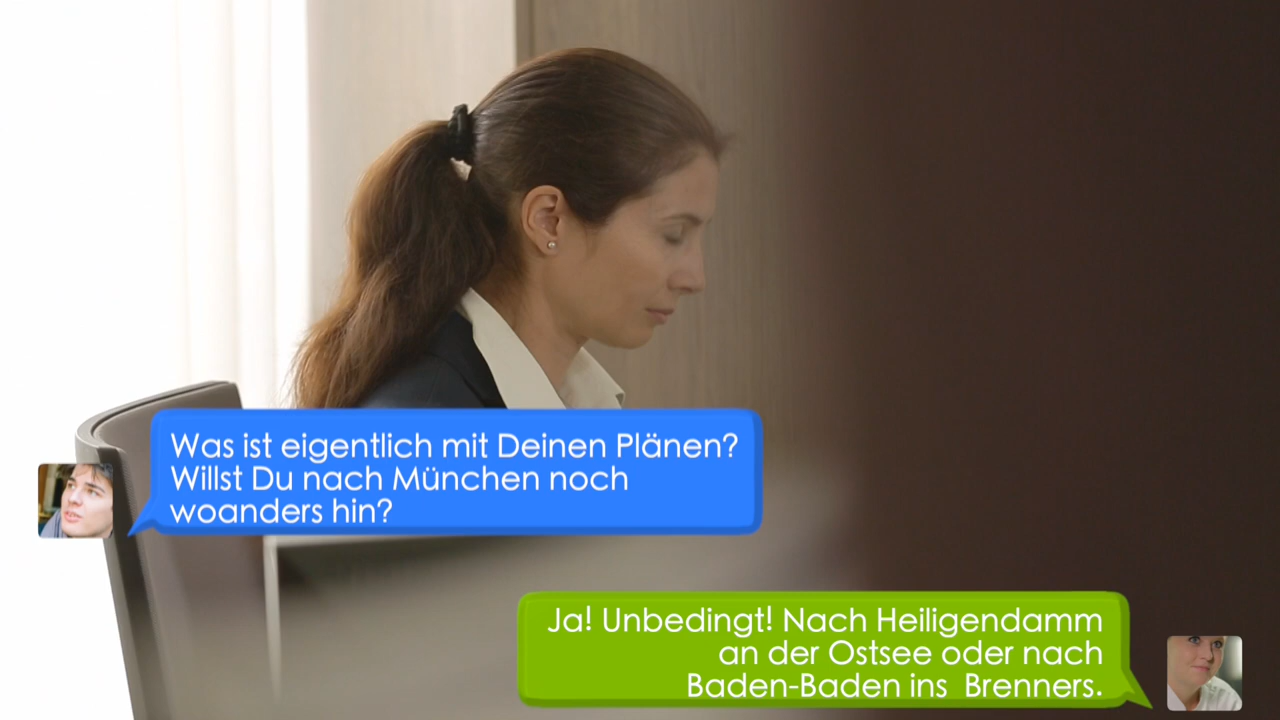 Was ist eigentlich mit Deinen Plänen?
Willst Du nach München noch
woanders hin?
Ja! Unbedingt! Nach Heiligendamm
an der Ostsee oder nach
Baden-Baden ins  Brenners.